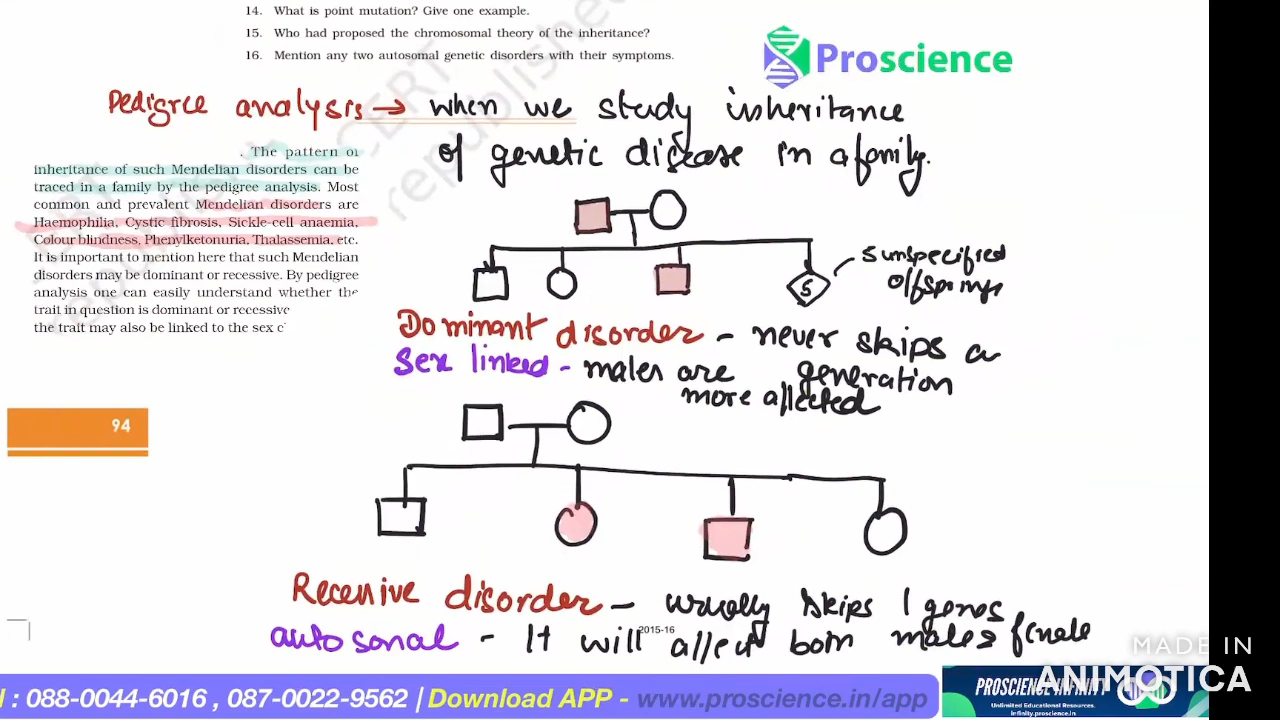 14. What is point mutation? Give one example.
15. Who had proposed the chromosomal theory of the inheritance?
16. Mention any two autosomal genetic disorders with their symptoms.
Proscience
Pedigree analysis → when we study inheritance
of genetic disease in a family.
. The pattern of
inheritance of such Mendelian disorders can be
traced in a family by the pedigree analysis. Most
common and prevalent Mendelian disorders are
Haemophilia, Cystic fibrosis, Sickle-cell anaemia,
Colour blindness, Phenylketonuria, Thalassemia, etc.
It is important to mention here that such Mendelian
disorders may be dominant or recessive. By pedigree
analysis one can easily understand whether the
trait in question is dominant or recessive
the trait may also be linked to the sex c
5
5 unspecified
offsprings
Dominant disorder - never skips a
generation
Sex linked - males are
more affected
94
Recessive disorder - usually skips 1 gens
autosonal - It will affect both males female
2015-16
republished
MADE IN
ANIMOTICA
: 088-0044-6016 , 087-0022-9562 | Download APP - www.proscience.in/app
PROSCIENCE INFINITY
Unlimited Educational Resources.
infinity.proscience.in